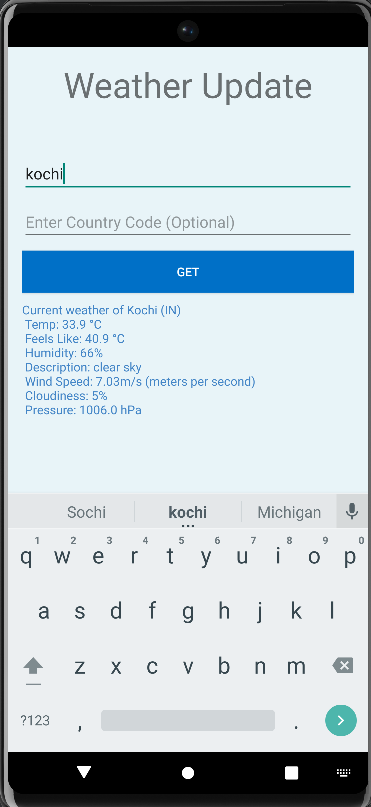 Weather Update
kochi
Enter Country Code (Optional)
GET
Current weather of Kochi (IN)
Temp: 33.9 °C
Feels Like: 40.9 °C
Humidity: 66%
Description: clear sky
Wind Speed: 7.03m/s (meters per second)
Cloudiness: 5%
Pressure: 1006.0 hPa
Sochi kochi Michigan
1 2 3 4 5 6 7 8 9 0
q w e r t y u i o p
a s d f g h j k l
z x c v b n m
?123 , .